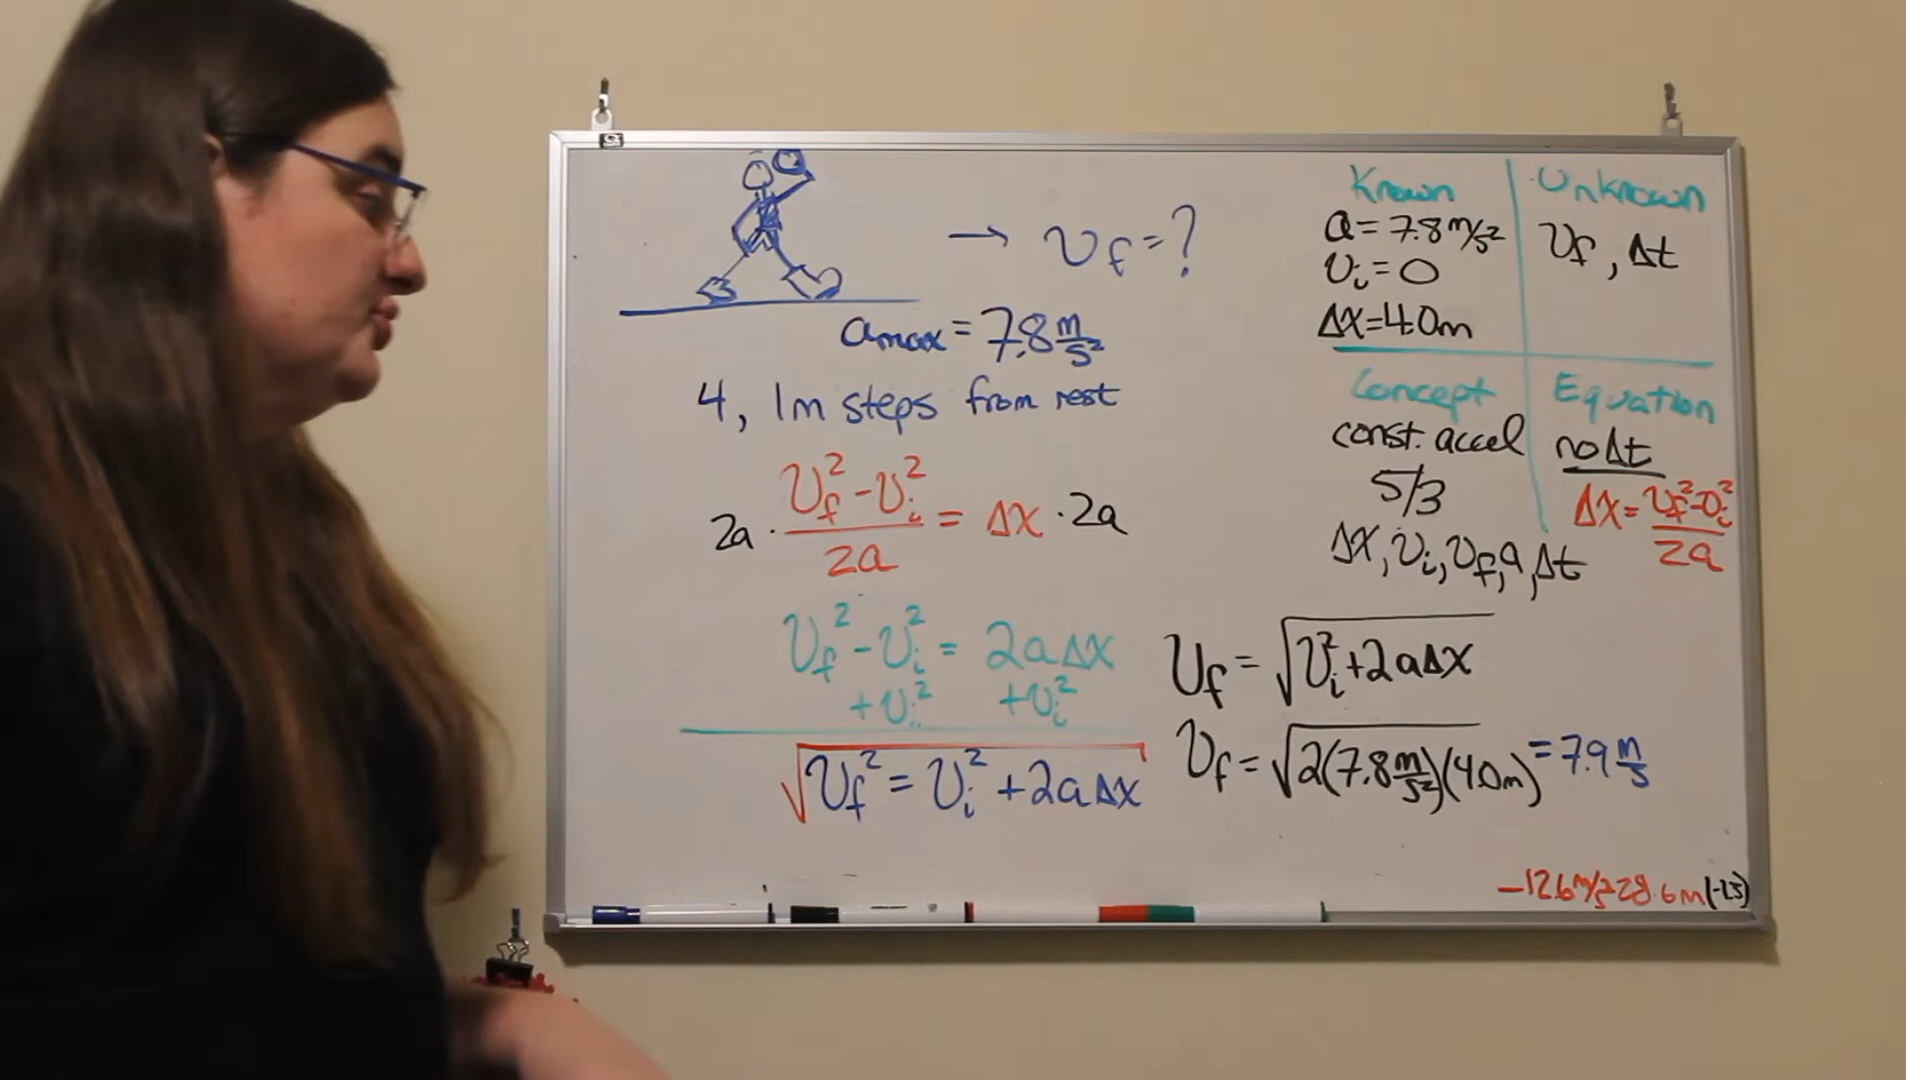 → Vf = ?
amax = 7.8 m/s²
4, 1m steps from rest
2a · (Vf² - Vi²)/2a = Δx · 2a
Vf² - Vi² = 2aΔx
+Vi² +Vi²
√Vf² = Vi² + 2aΔx
Known
a = 7.8 m/s²
Vi = 0
Δx = 4.0m
Unknown
Vf, Δt
Concept
const. accel
5/3
Δx, Vi, Vf, a, Δt
Equation
no Δt
Δx = (Vf² - Vi²)/2a
Vf = √(Vi² + 2aΔx)
Vf = √(2(7.8 m/s²)(4.0m)) = 7.9 m/s